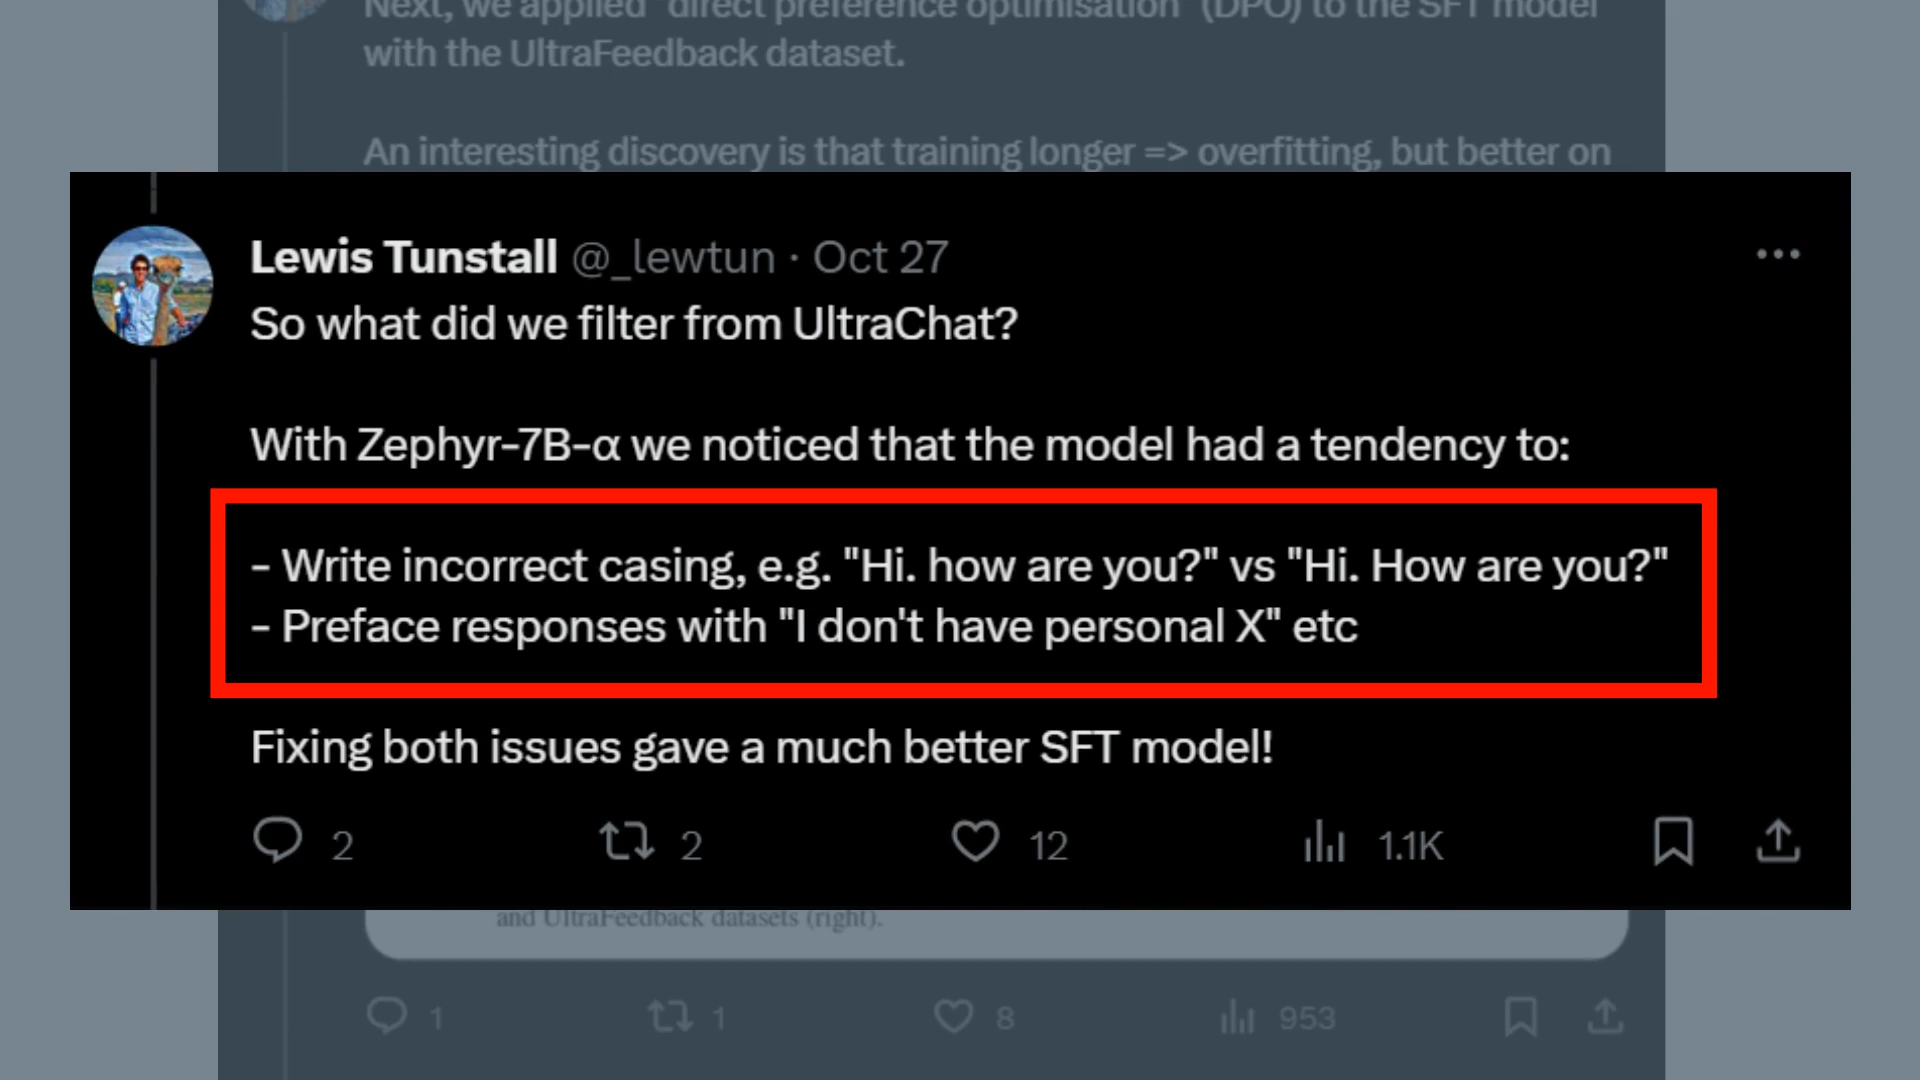 Next, we applied "direct preference optimisation" (DPO) to the SFT model
with the UltraFeedback dataset.
An interesting discovery is that training longer => overfitting, but better on
Lewis Tunstall @_lewtun · Oct 27
So what did we filter from UltraChat?
With Zephyr-7B-α we noticed that the model had a tendency to:
- Write incorrect casing, e.g. "Hi. how are you?" vs "Hi. How are you?"
- Preface responses with "I don't have personal X" etc
Fixing both issues gave a much better SFT model!
2 2 12 1.1K
and UltraFeedback datasets (right).
1 1 8 953